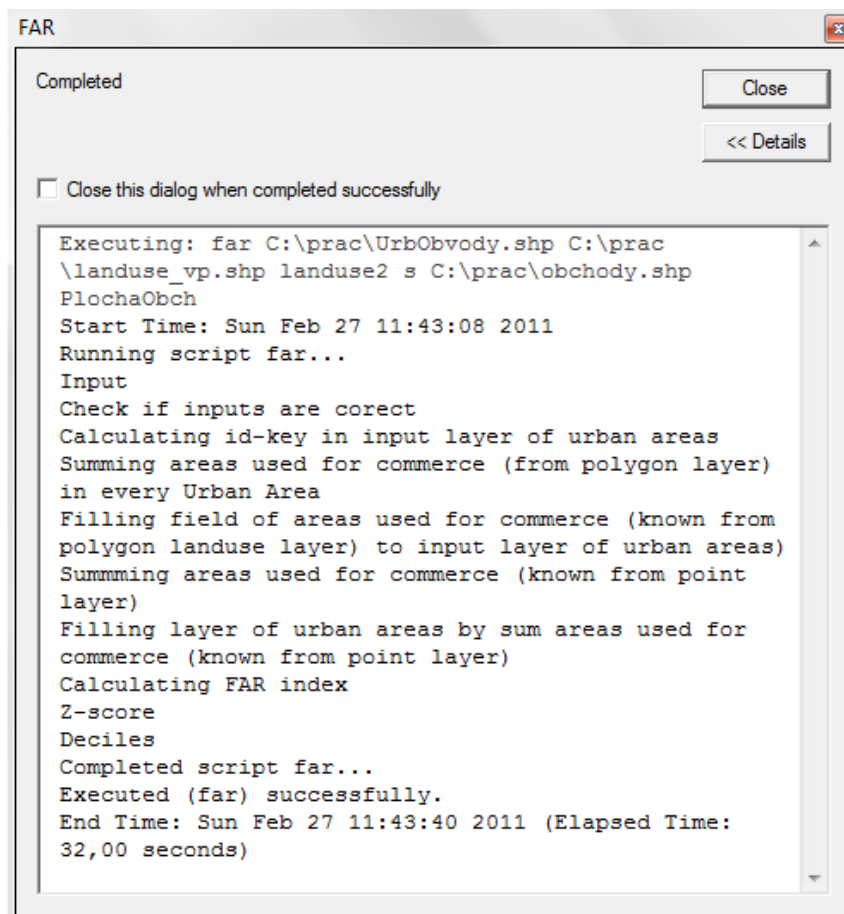 FAR
Completed
Close
<< Details
Close this dialog when completed successfully
Executing: far C:\prac\UrbObvody.shp C:\prac
\landuse_vp.shp landuse2 s C:\prac\obchody.shp
PlochaObch
Start Time: Sun Feb 27 11:43:08 2011
Running script far...
Input
Check if inputs are corect
Calculating id-key in input layer of urban areas
Summing areas used for commerce (from polygon layer)
in every Urban Area
Filling field of areas used for commerce (known from
polygon landuse layer) to input layer of urban areas)
Summming areas used for commerce (known from point
layer)
Filling layer of urban areas by sum areas used for
commerce (known from point layer)
Calculating FAR index
Z-score
Deciles
Completed script far...
Executed (far) successfully.
End Time: Sun Feb 27 11:43:40 2011 (Elapsed Time:
32,00 seconds)